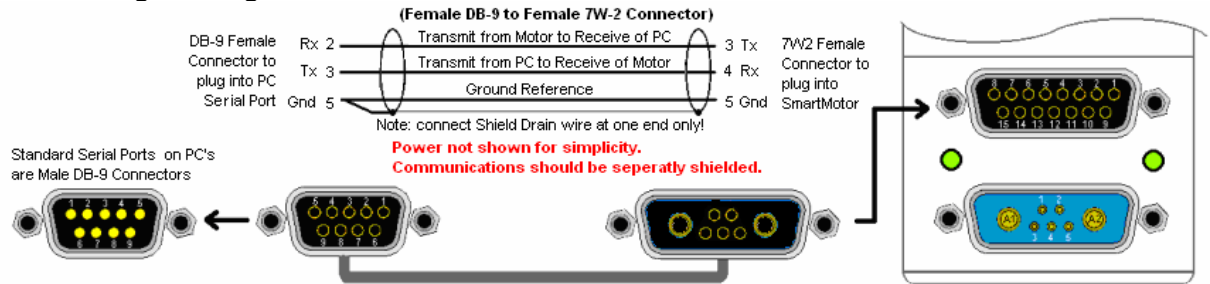 (Female DB-9 to Female 7W-2 Connector)
DB-9 Female
Connector to
plug into PC
Serial Port
Rx 2
Tx 3
Gnd 5
Transmit from Motor to Receive of PC
Transmit from PC to Receive of Motor
Ground Reference
3 Tx
4 Rx
5 Gnd
7W2 Female
Connector to
plug into
SmartMotor
Note: connect Shield Drain wire at one end only!
Power not shown for simplicity.
Communications should be seperatly shielded.
Standard Serial Ports on PC's
are Male DB-9 Connectors
1 2 3 4 5
6 7 8 9
5 4 3 2 1
9 8 7 6
8 7 6 5 4 3 2 1
15 14 13 12 11 10 9
1 2
A1 A2
3 4 5